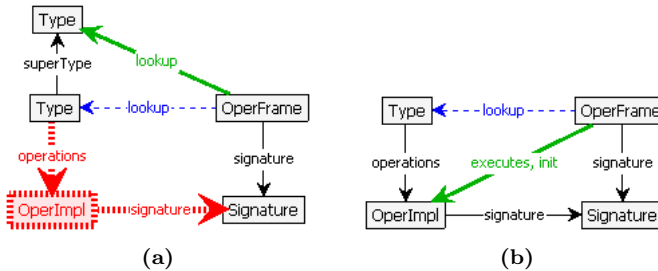 Type
lookup
superType
Type
lookup
OperFrame
operations
signature
OperImpl
signature
Signature
(a)
Type
lookup
OperFrame
operations
executes, init
signature
OperImpl
signature
Signature
(b)